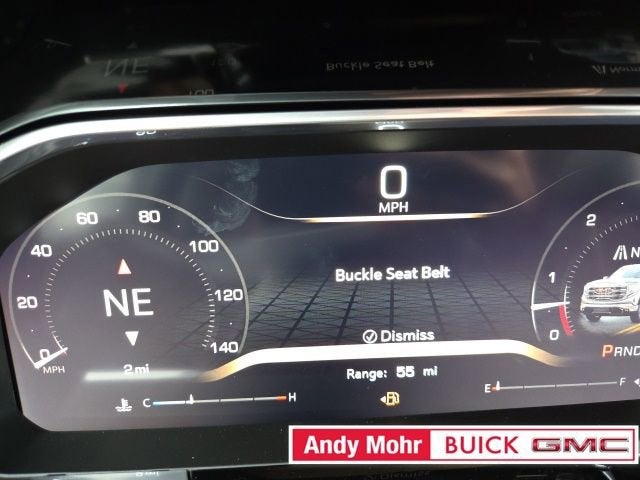 0
MPH
0 20 40 60 80 100 120 140
MPH
NE
2 mi
Buckle Seat Belt
Dismiss
Range: 55 mi
C H
E F
0 1 2
N
PRND
Andy Mohr BUICK GMC